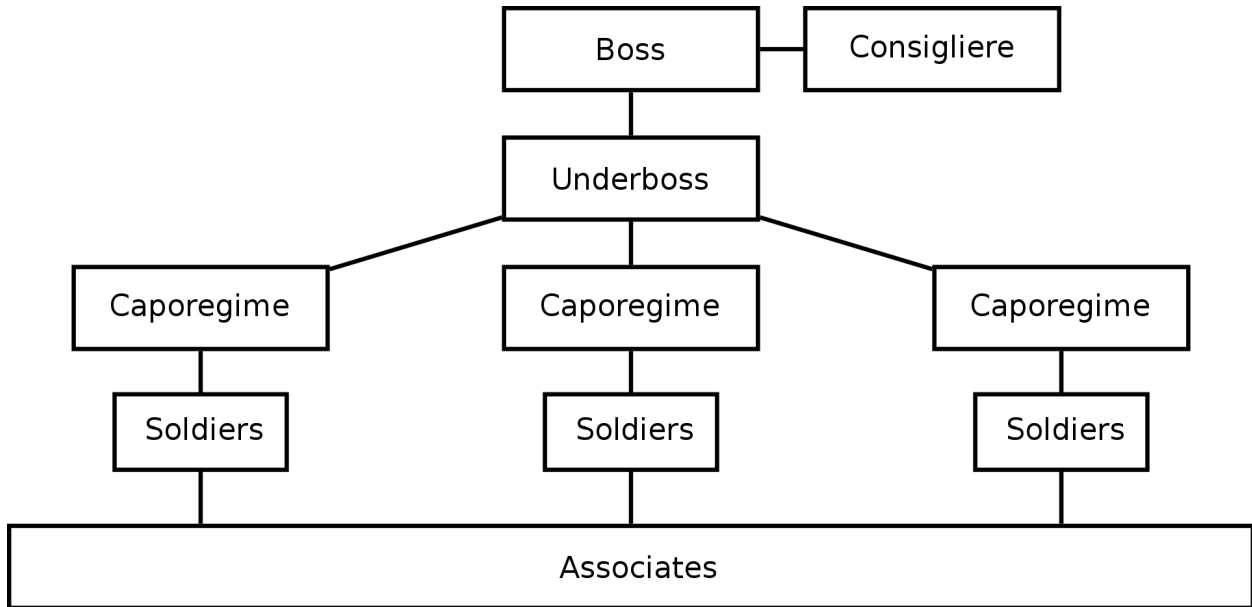 Boss
Consigliere
Underboss
Caporegime
Caporegime
Caporegime
Soldiers
Soldiers
Soldiers
Associates